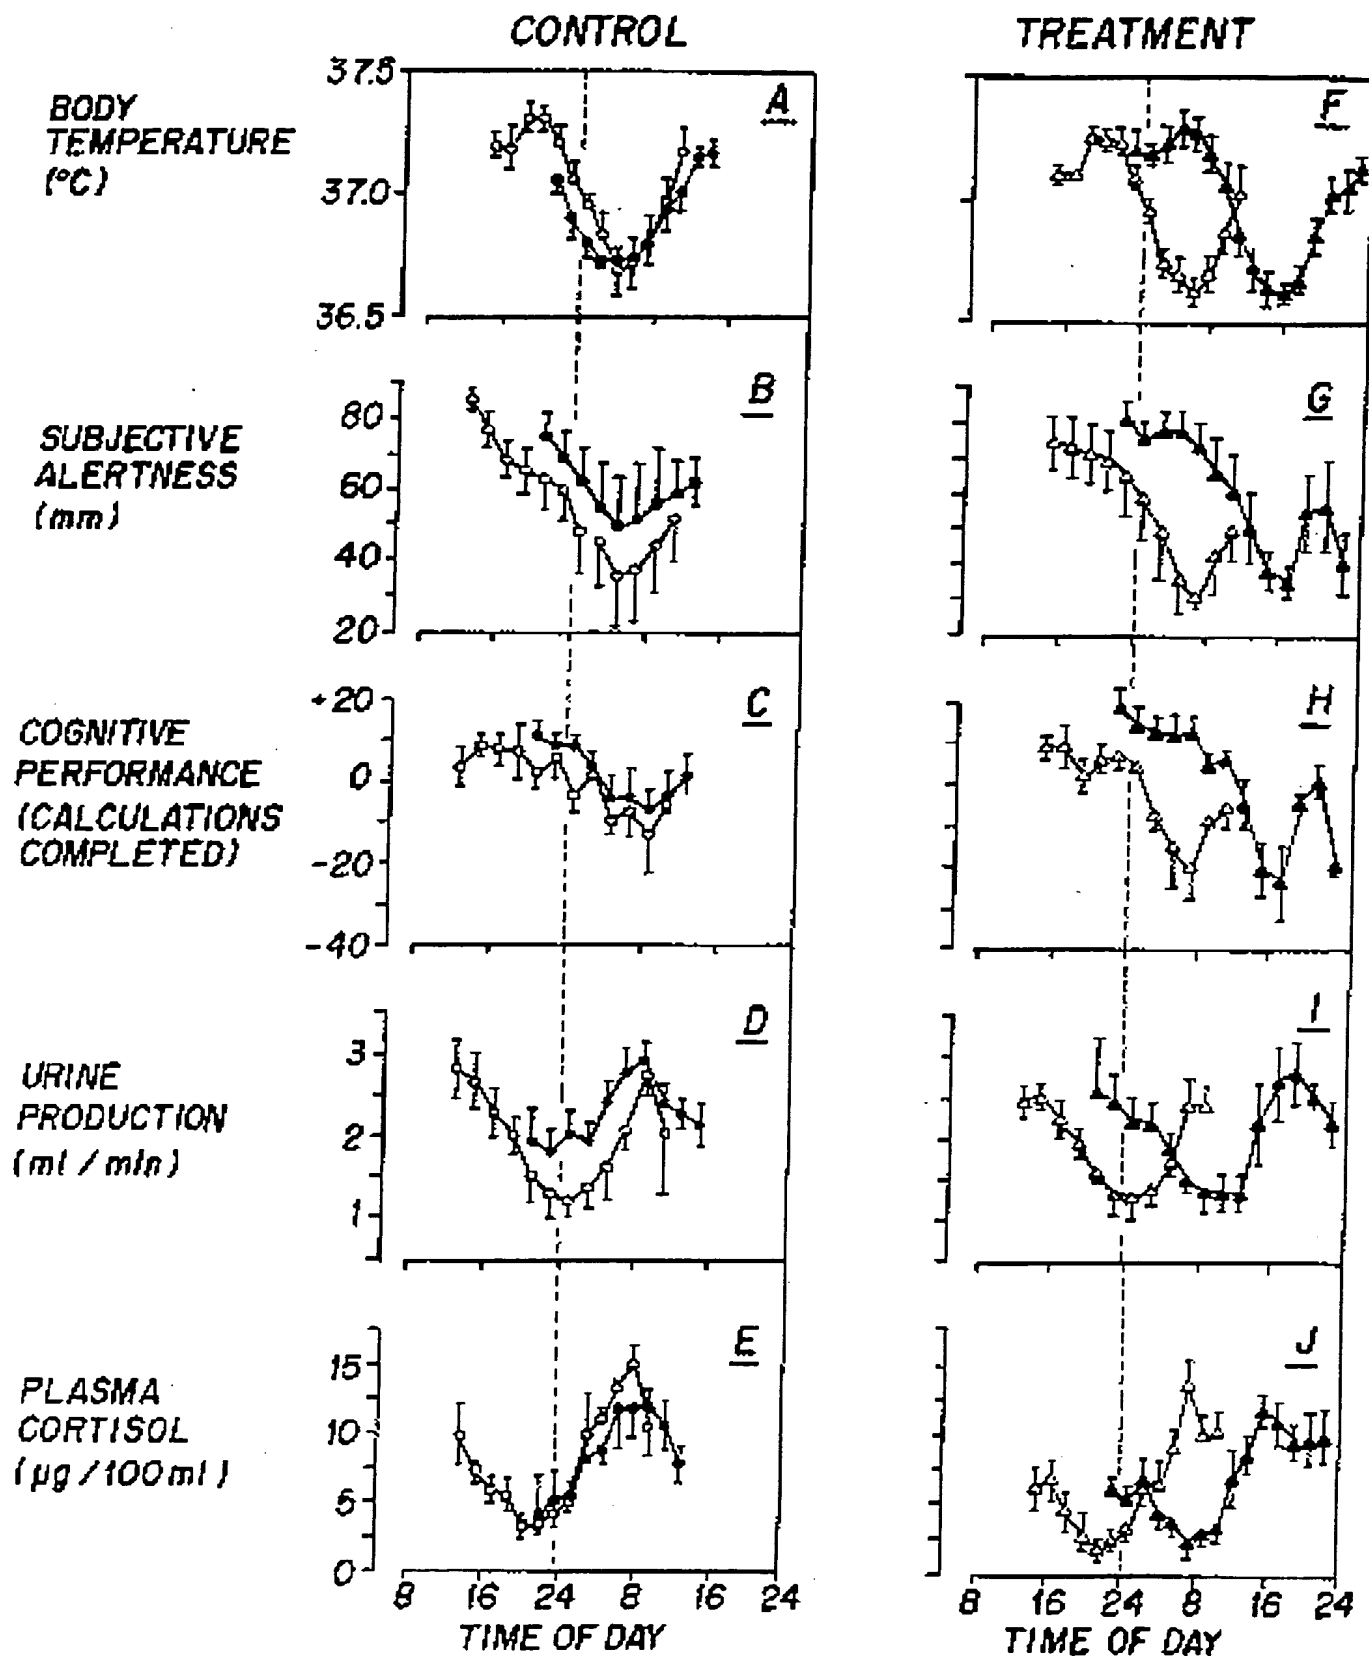 CONTROL
TREATMENT
BODY
TEMPERATURE
(°C)
37.5
37.0
36.5
A
F
SUBJECTIVE
ALERTNESS
(mm)
80
60
40
20
B
G
COGNITIVE
PERFORMANCE
(CALCULATIONS
COMPLETED)
+20
0
-20
-40
C
H
URINE
PRODUCTION
(ml/min)
3
2
1
D
I
PLASMA
CORTISOL
(µg/100ml)
15
10
5
0
E
J
8 16 24 8 16 24
TIME OF DAY
8 16 24 8 16 24
TIME OF DAY